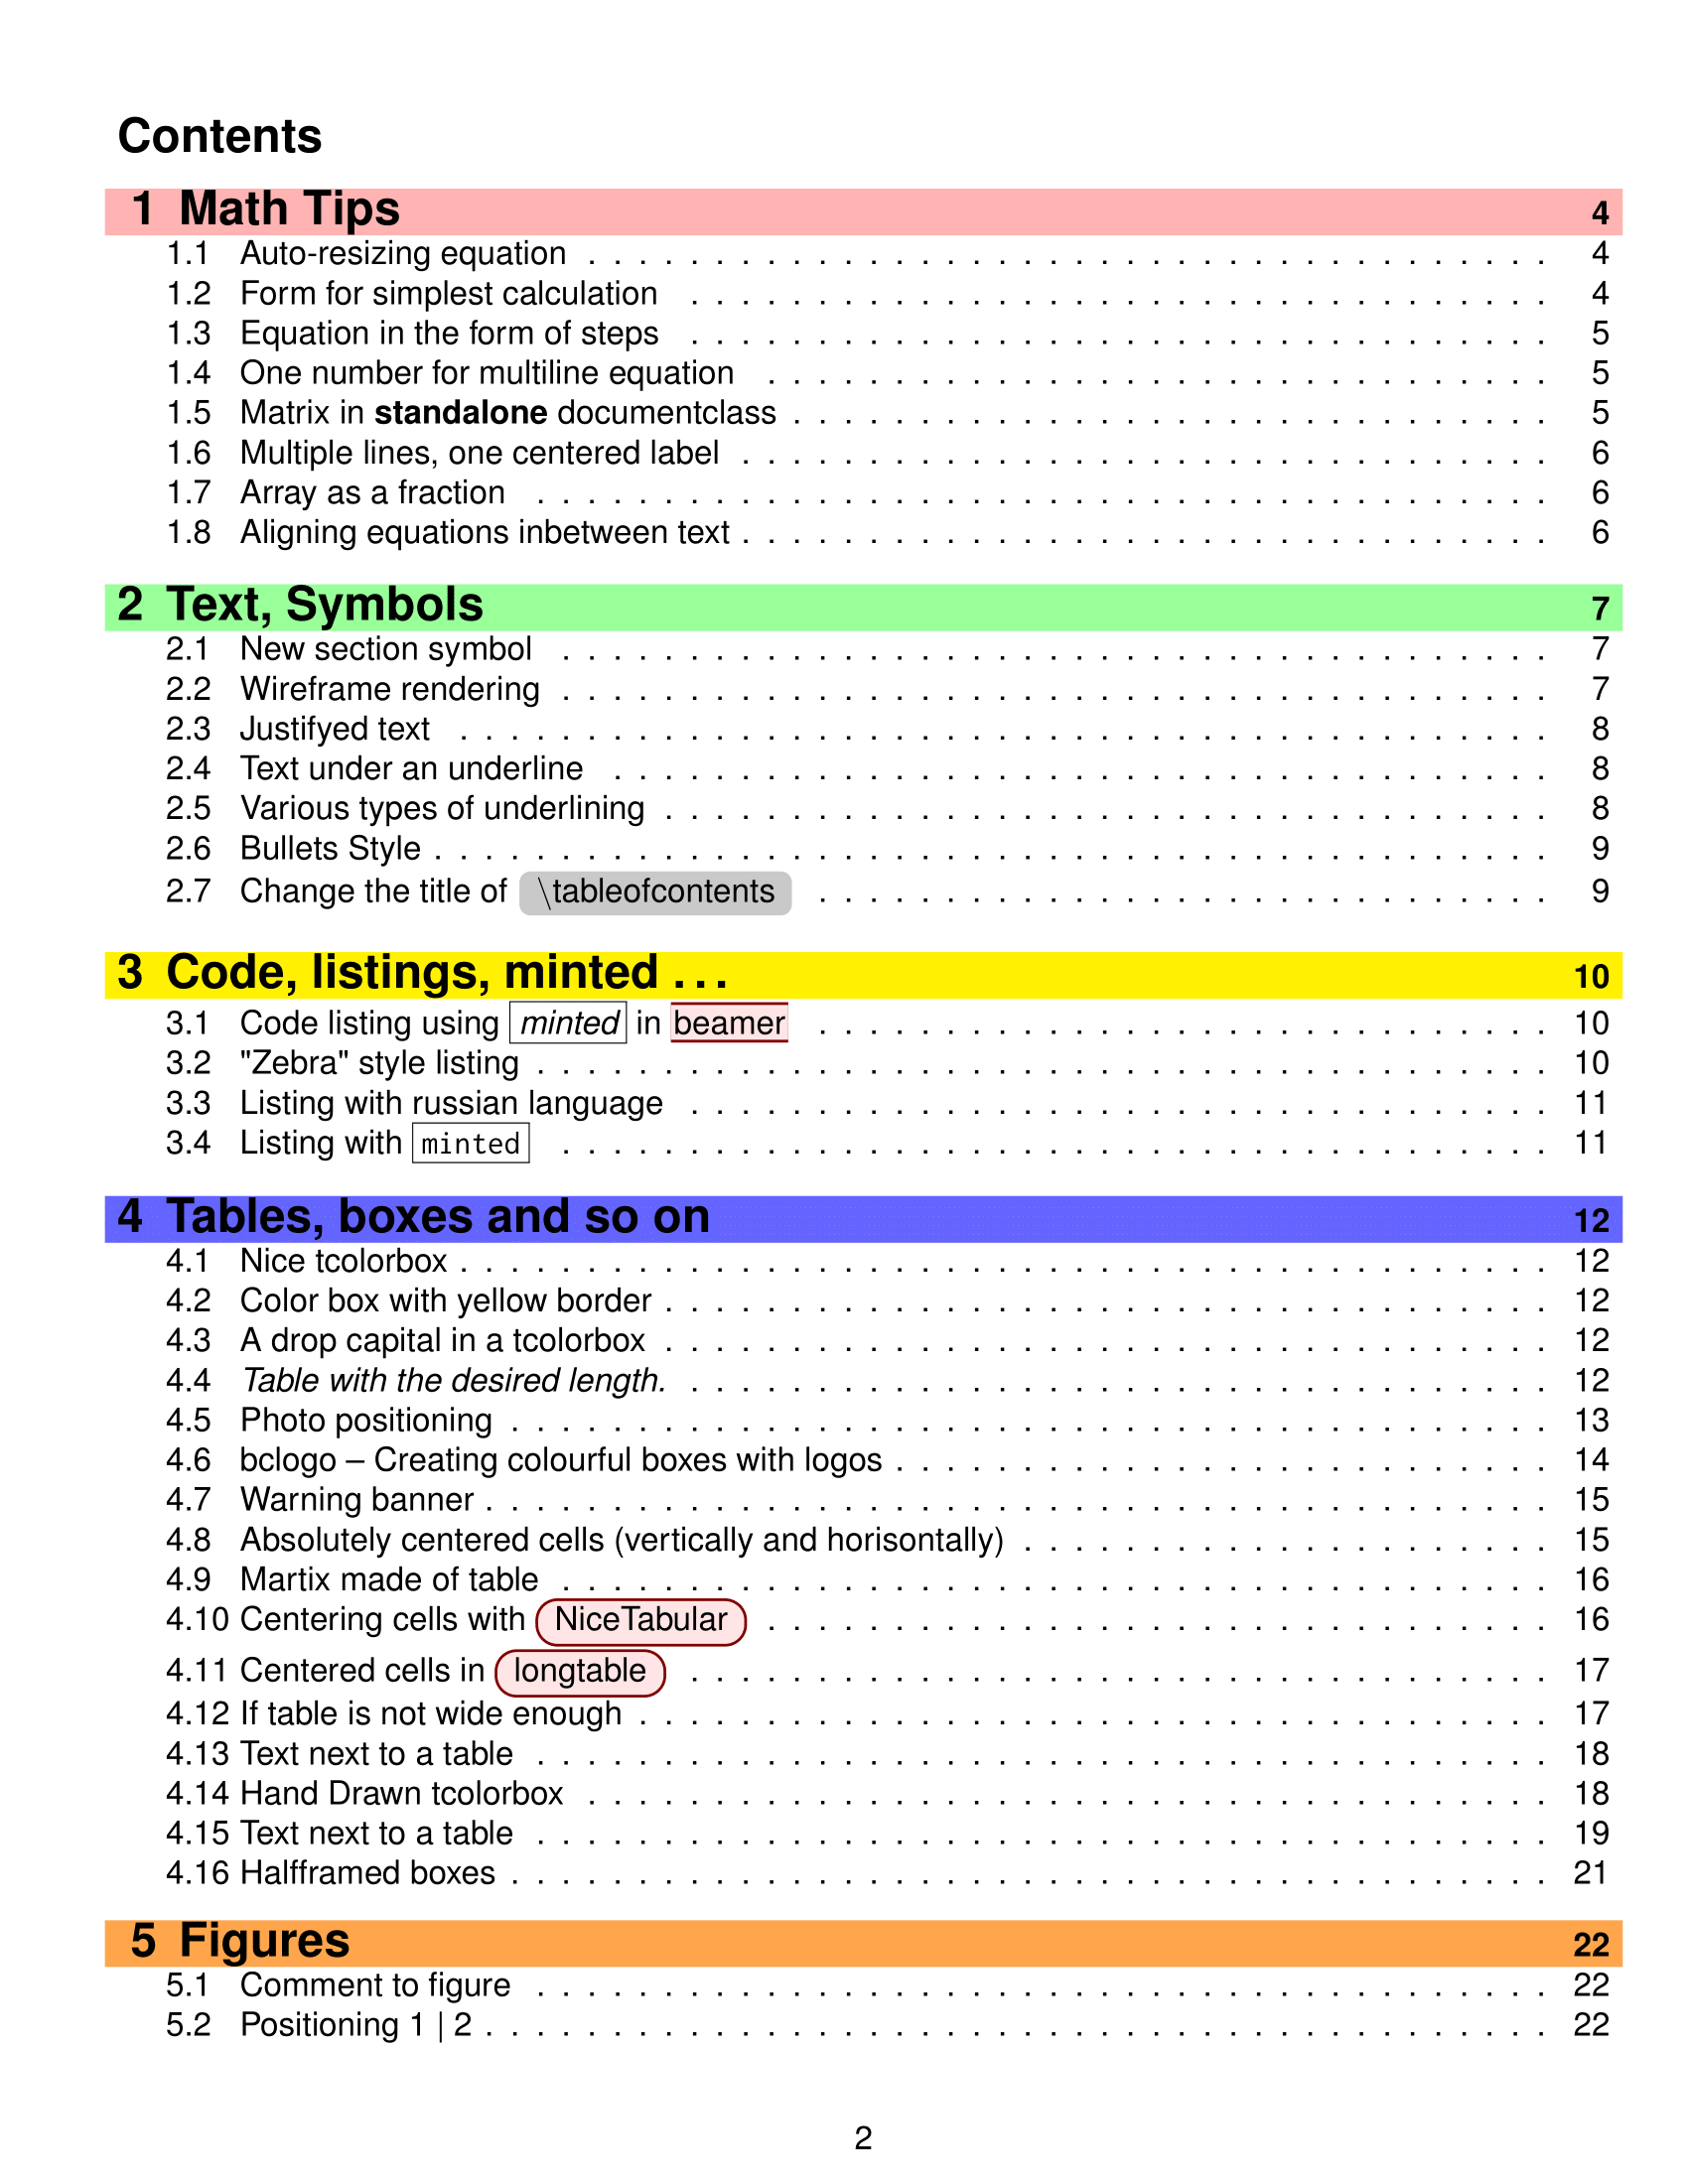 Contents
1 Math Tips 4
1.1 Auto-resizing equation . . . . . . . . . . . . . . . . . . . . . . . . . . . . . . . . . . . . . . 4
1.2 Form for simplest calculation . . . . . . . . . . . . . . . . . . . . . . . . . . . . . . . . . . 4
1.3 Equation in the form of steps . . . . . . . . . . . . . . . . . . . . . . . . . . . . . . . . . . 5
1.4 One number for multiline equation . . . . . . . . . . . . . . . . . . . . . . . . . . . . . . . 5
1.5 Matrix in standalone documentclass . . . . . . . . . . . . . . . . . . . . . . . . . . . . . . 5
1.6 Multiple lines, one centered label . . . . . . . . . . . . . . . . . . . . . . . . . . . . . . . . 6
1.7 Array as a fraction . . . . . . . . . . . . . . . . . . . . . . . . . . . . . . . . . . . . . . . . 6
1.8 Aligning equations inbetween text . . . . . . . . . . . . . . . . . . . . . . . . . . . . . . . . 6
2 Text, Symbols 7
2.1 New section symbol . . . . . . . . . . . . . . . . . . . . . . . . . . . . . . . . . . . . . . . 7
2.2 Wireframe rendering . . . . . . . . . . . . . . . . . . . . . . . . . . . . . . . . . . . . . . . 7
2.3 Justifyed text . . . . . . . . . . . . . . . . . . . . . . . . . . . . . . . . . . . . . . . . . . . 8
2.4 Text under an underline . . . . . . . . . . . . . . . . . . . . . . . . . . . . . . . . . . . . . 8
2.5 Various types of underlining . . . . . . . . . . . . . . . . . . . . . . . . . . . . . . . . . . . 8
2.6 Bullets Style . . . . . . . . . . . . . . . . . . . . . . . . . . . . . . . . . . . . . . . . . . . . 9
2.7 Change the title of \tableofcontents . . . . . . . . . . . . . . . . . . . . . . . . . . . . . 9
3 Code, listings, minted . . . 10
3.1 Code listing using minted in beamer . . . . . . . . . . . . . . . . . . . . . . . . . . . . . 10
3.2 "Zebra" style listing . . . . . . . . . . . . . . . . . . . . . . . . . . . . . . . . . . . . . . . . 10
3.3 Listing with russian language . . . . . . . . . . . . . . . . . . . . . . . . . . . . . . . . . . 11
3.4 Listing with minted . . . . . . . . . . . . . . . . . . . . . . . . . . . . . . . . . . . . . . . 11
4 Tables, boxes and so on 12
4.1 Nice tcolorbox . . . . . . . . . . . . . . . . . . . . . . . . . . . . . . . . . . . . . . . . . . . 12
4.2 Color box with yellow border . . . . . . . . . . . . . . . . . . . . . . . . . . . . . . . . . . . 12
4.3 A drop capital in a tcolorbox . . . . . . . . . . . . . . . . . . . . . . . . . . . . . . . . . . . 12
4.4 Table with the desired length. . . . . . . . . . . . . . . . . . . . . . . . . . . . . . . . . . . 12
4.5 Photo positioning . . . . . . . . . . . . . . . . . . . . . . . . . . . . . . . . . . . . . . . . . 13
4.6 bclogo – Creating colourful boxes with logos . . . . . . . . . . . . . . . . . . . . . . . . . . 14
4.7 Warning banner . . . . . . . . . . . . . . . . . . . . . . . . . . . . . . . . . . . . . . . . . . 15
4.8 Absolutely centered cells (vertically and horisontally) . . . . . . . . . . . . . . . . . . . . . 15
4.9 Martix made of table . . . . . . . . . . . . . . . . . . . . . . . . . . . . . . . . . . . . . . . 16
4.10 Centering cells with NiceTabular . . . . . . . . . . . . . . . . . . . . . . . . . . . . . . . 16
4.11 Centered cells in longtable . . . . . . . . . . . . . . . . . . . . . . . . . . . . . . . . . . 17
4.12 If table is not wide enough . . . . . . . . . . . . . . . . . . . . . . . . . . . . . . . . . . . . 17
4.13 Text next to a table . . . . . . . . . . . . . . . . . . . . . . . . . . . . . . . . . . . . . . . . 18
4.14 Hand Drawn tcolorbox . . . . . . . . . . . . . . . . . . . . . . . . . . . . . . . . . . . . . . 18
4.15 Text next to a table . . . . . . . . . . . . . . . . . . . . . . . . . . . . . . . . . . . . . . . . 19
4.16 Halfframed boxes . . . . . . . . . . . . . . . . . . . . . . . . . . . . . . . . . . . . . . . . . 21
5 Figures 22
5.1 Comment to figure . . . . . . . . . . . . . . . . . . . . . . . . . . . . . . . . . . . . . . . . 22
5.2 Positioning 1 | 2 . . . . . . . . . . . . . . . . . . . . . . . . . . . . . . . . . . . . . . . . . . 22
2